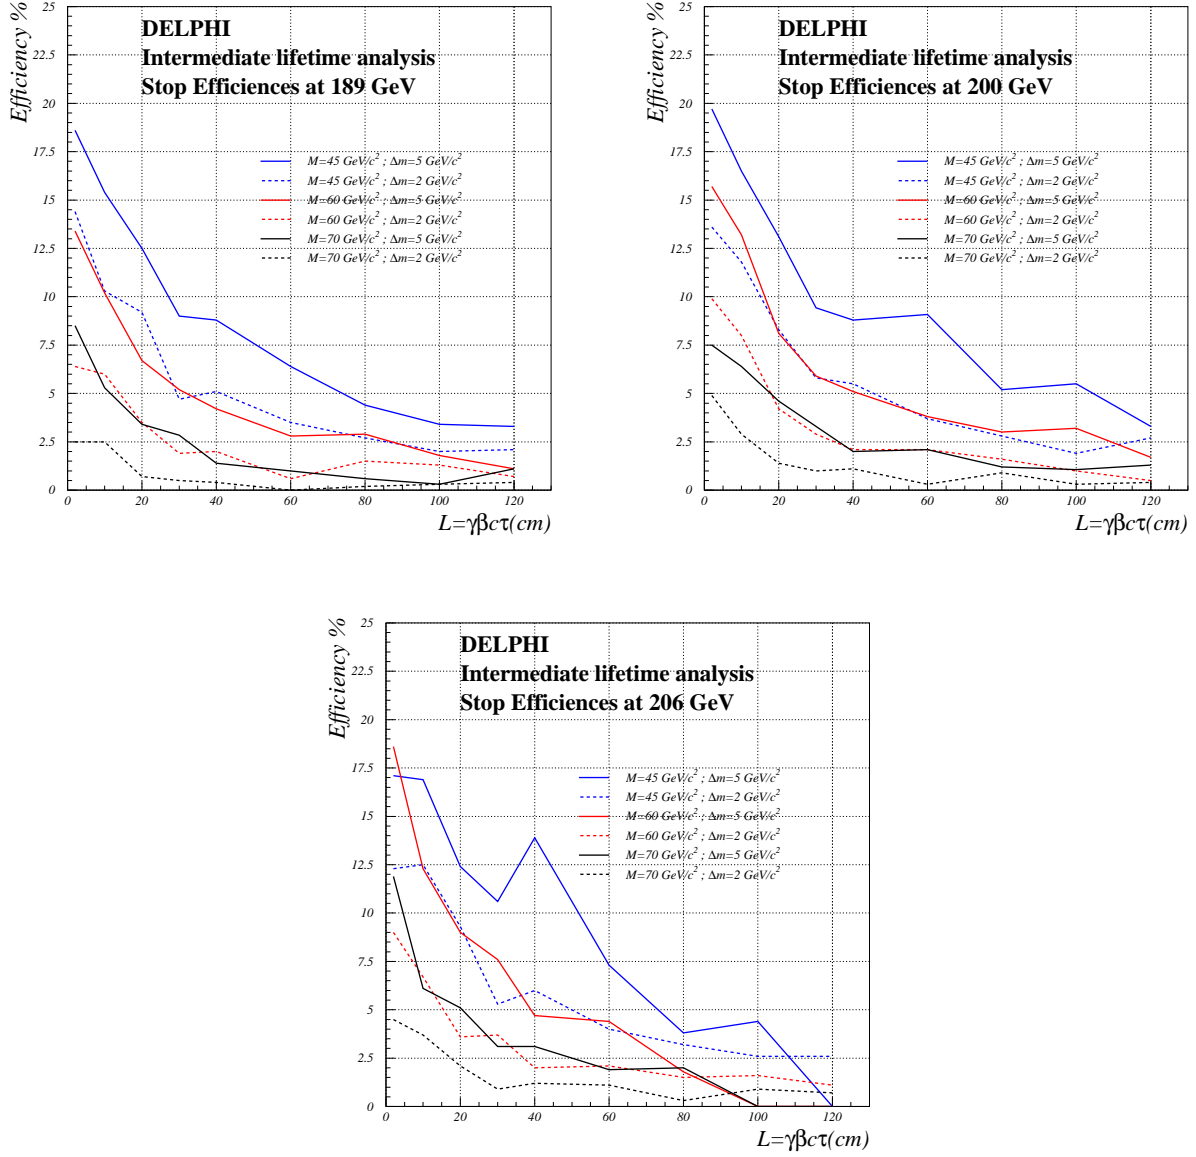 DELPHI
Intermediate lifetime analysis
Stop Efficiences at 189 GeV
Efficiency %
25
22.5
20
17.5
15
12.5
10
7.5
5
2.5
0
M=45 GeV/c² ; Δm=5 GeV/c²
M=45 GeV/c² ; Δm=2 GeV/c²
M=60 GeV/c² ; Δm=5 GeV/c²
M=60 GeV/c² ; Δm=2 GeV/c²
M=70 GeV/c² ; Δm=5 GeV/c²
M=70 GeV/c² ; Δm=2 GeV/c²
0 20 40 60 80 100 120
L=γβcτ(cm)
DELPHI
Intermediate lifetime analysis
Stop Efficiences at 200 GeV
Efficiency %
25
22.5
20
17.5
15
12.5
10
7.5
5
2.5
0
M=45 GeV/c² ; Δm=5 GeV/c²
M=45 GeV/c² ; Δm=2 GeV/c²
M=60 GeV/c² ; Δm=5 GeV/c²
M=60 GeV/c² ; Δm=2 GeV/c²
M=70 GeV/c² ; Δm=5 GeV/c²
M=70 GeV/c² ; Δm=2 GeV/c²
0 20 40 60 80 100 120
L=γβcτ(cm)
DELPHI
Intermediate lifetime analysis
Stop Efficiences at 206 GeV
Efficiency %
25
22.5
20
17.5
15
12.5
10
7.5
5
2.5
0
M=45 GeV/c² ; Δm=5 GeV/c²
M=45 GeV/c² ; Δm=2 GeV/c²
M=60 GeV/c² ; Δm=5 GeV/c²
M=60 GeV/c² ; Δm=2 GeV/c²
M=70 GeV/c² ; Δm=5 GeV/c²
M=70 GeV/c² ; Δm=2 GeV/c²
0 20 40 60 80 100 120
L=γβcτ(cm)